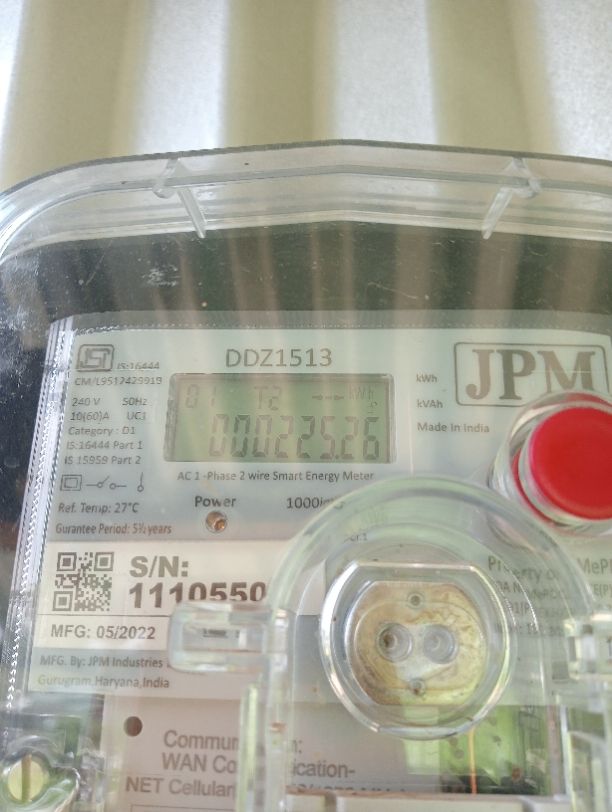 DDZ1513
IS:16444
CM/L9512429919
JPM
240 V 50Hz
10(60)A UC1
Category : D1
IS:16444 Part 1
IS 15959 Part 2
01 T2 kWh
00022526
kWh
kVAh
Made In India
AC 1 -Phase 2 wire Smart Energy Meter
Ref. Temp: 27°C
Gurantee Period: 5½ years
Power
S/N:
1110550
MFG: 05/2022
MFG. By: JPM Industries
Gurugram,Haryana,India
WAN
NET Cellular